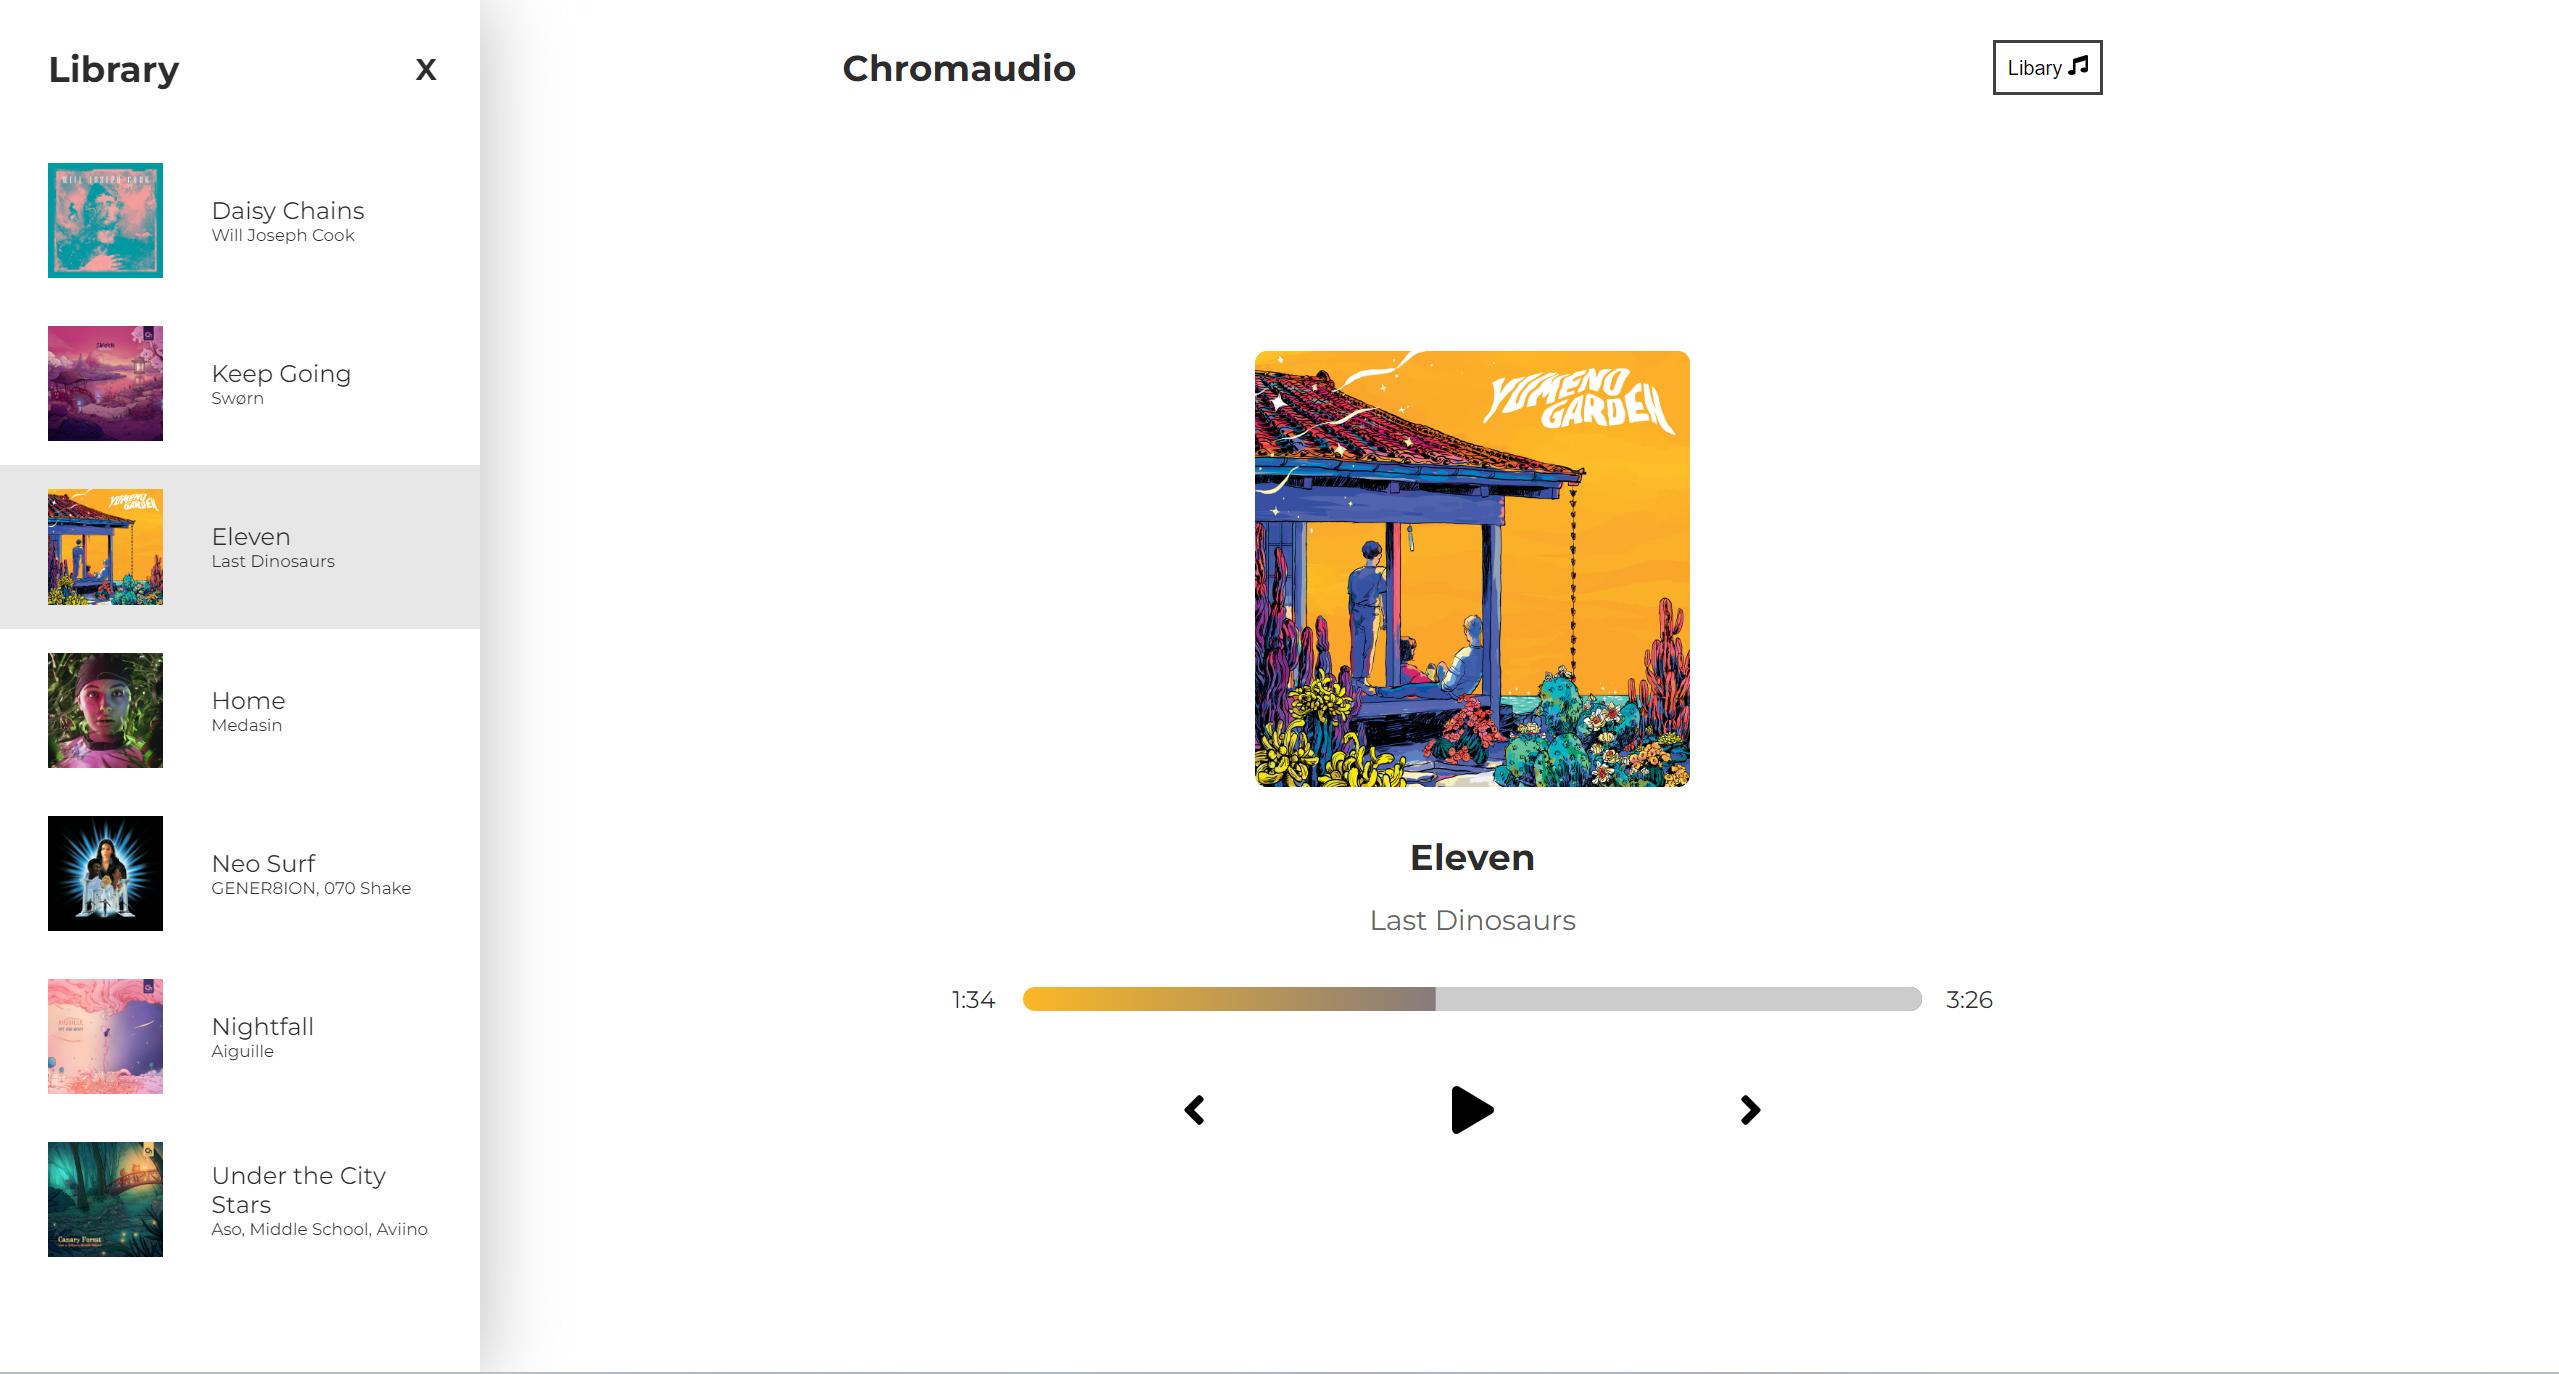 Library
X
Chromaudio
Libary
WILL JOSEPH COOK
Daisy Chains
Will Joseph Cook
Keep Going
Swørn
YUMENO
GARDEN
Eleven
Last Dinosaurs
Home
Medasin
Neo Surf
GENER8ION, 070 Shake
Nightfall
Aiguille
Canary Forest
Under the City
Stars
Aso, Middle School, Aviino
YUMENO
GARDEN
Eleven
Last Dinosaurs
1:34
3:26